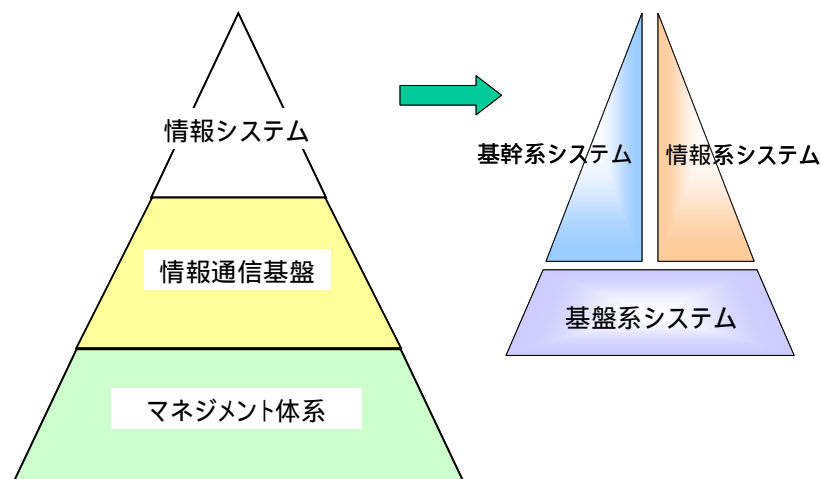 情報システム
基幹系システム
情報系システム
情報通信基盤
基盤系システム
マネジメント体系